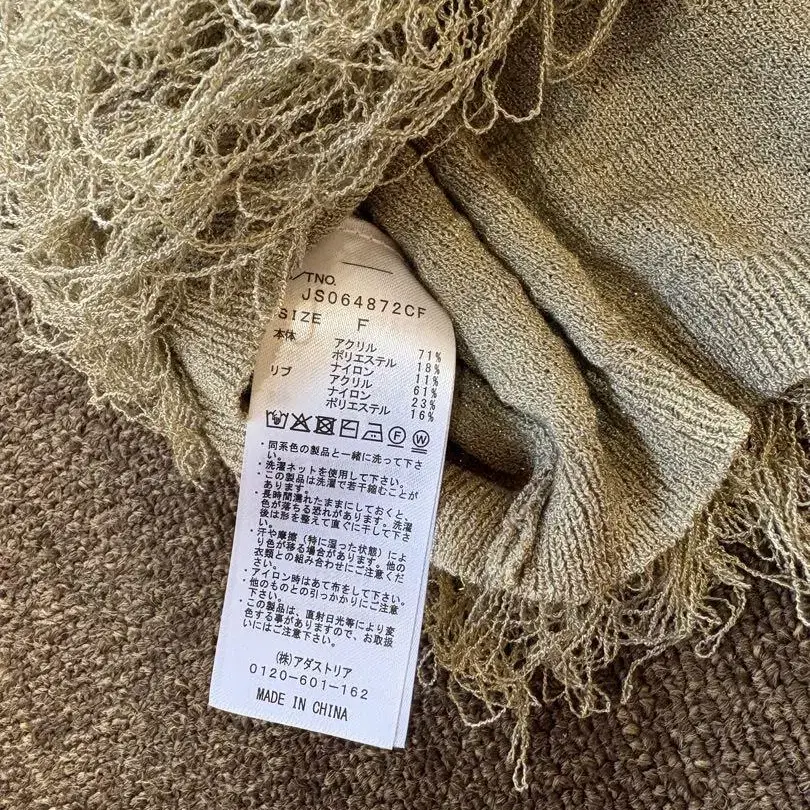 TNO.
JS064872CF
SIZE F
本体 アクリル 71%
ポリエステル 18%
ナイロン 11%
リブ アクリル 61%
ナイロン 23%
ポリエステル 16%
・同系色の製品と一緒に洗って下さ
い。
・洗濯ネットを使用して下さい。
・この製品は洗濯で若干縮むことが
あります。
・長時間濡れたままにしておくと、
色が落ちる恐れがあります。洗濯
後は形を整えて直ぐに干して下さ
い。
・汗や摩擦（特に湿った状態）によ
り色が移る場合があります。他の
衣類との組み合わせにご注意くだ
さい。
・アイロン時はあて布をして下さい。
・他のものとの引っかかりにご注意
下さい。
・この製品は、直射日光等により変
色する事がありますので、お取扱
いにはご注意下さい。
(株)アダストリア
0120-601-162
MADE IN CHINA